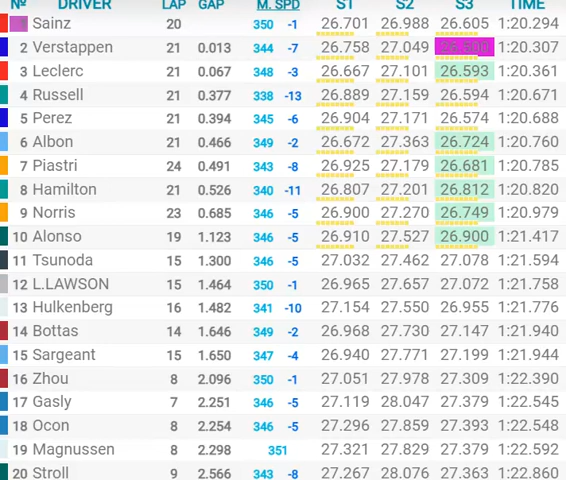 Nº DRIVER LAP GAP M. SPD S1 S2 S3 TIME
Sainz 20 350 -1 26.701 26.988 26.605 1:20.294
2 Verstappen 21 0.013 344 -7 26.758 27.049 1:20.307
3 Leclerc 21 0.067 348 -3 26.667 27.101 26.593 1:20.361
4 Russell 21 0.377 338 -13 26.889 27.159 26.594 1:20.671
5 Perez 21 0.394 345 -6 26.904 27.171 26.574 1:20.688
6 Albon 21 0.466 349 -2 26.672 27.363 26.724 1:20.760
7 Piastri 24 0.491 343 -8 26.925 27.179 26.681 1:20.785
8 Hamilton 21 0.526 340 -11 26.807 27.201 26.812 1:20.820
9 Norris 23 0.685 346 -5 26.900 27.270 26.749 1:20.979
10 Alonso 19 1.123 346 -5 26.910 27.527 26.900 1:21.417
11 Tsunoda 15 1.300 346 -5 27.032 27.462 27.078 1:21.594
12 L.LAWSON 15 1.464 350 -1 26.965 27.657 27.072 1:21.758
13 Hulkenberg 16 1.482 341 -10 27.154 27.550 26.955 1:21.776
14 Bottas 14 1.646 349 -2 26.968 27.730 27.147 1:21.940
15 Sargeant 15 1.650 347 -4 26.940 27.771 27.199 1:21.944
16 Zhou 8 2.096 350 -1 27.051 27.978 27.309 1:22.390
17 Gasly 7 2.251 346 -5 27.119 28.047 27.379 1:22.545
18 Ocon 8 2.254 346 -5 27.296 27.859 27.393 1:22.548
19 Magnussen 8 2.298 351 27.321 27.829 27.379 1:22.592
20 Stroll 9 2.566 343 -8 27.267 28.076 27.363 1:22.860